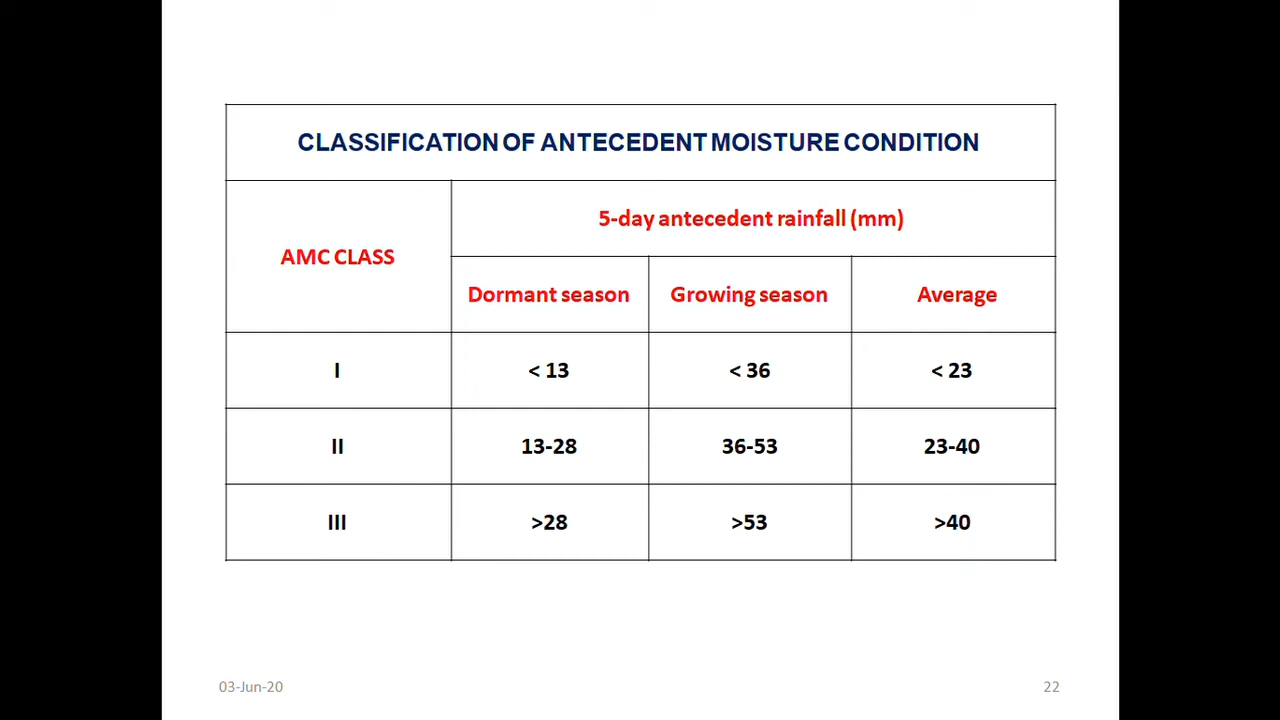 CLASSIFICATION OF ANTECEDENT MOISTURE CONDITION
AMC CLASS
5-day antecedent rainfall (mm)
Dormant season
Growing season
Average
I
< 13
< 36
< 23
II
13-28
36-53
23-40
III
>28
>53
>40
03-Jun-20
22